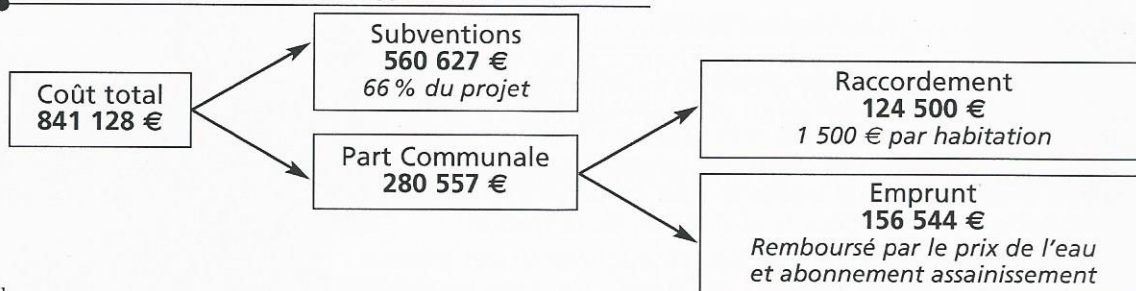 Coût total
841 128 €
Subventions
560 627 €
66 % du projet
Part Communale
280 557 €
Raccordement
124 500 €
1 500 € par habitation
Emprunt
156 544 €
Remboursé par le prix de l'eau
et abonnement assainissement